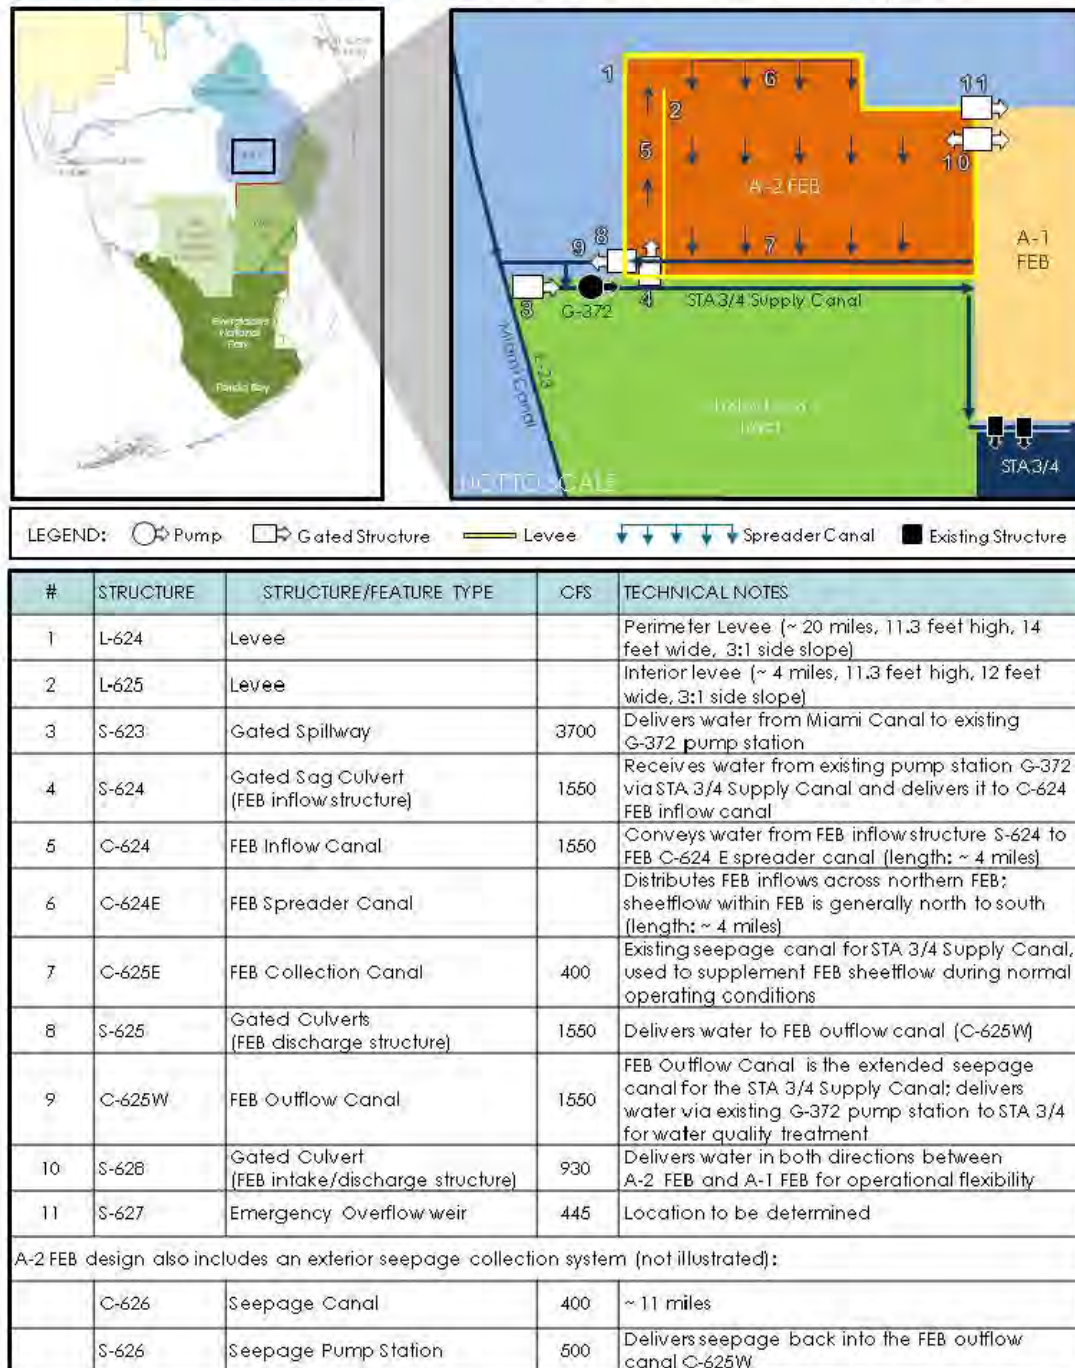 Everglades
National
Park
Florida Bay
1
6
11
2
5
10
A-2 FEB
A-1
FEB
9
8
7
3
G-372
4
STA 3/4 Supply Canal
Miami Canal
L-23
STA 3/4
NOT TO SCALE
LEGEND: Pump Gated Structure Levee Spreader Canal Existing Structure
# STRUCTURE STRUCTURE/FEATURE TYPE CFS TECHNICAL NOTES
1 L-624 Levee Perimeter Levee (~ 20 miles, 11.3 feet high, 14
feet wide, 3:1 side slope)
2 L-625 Levee Interior levee (~ 4 miles, 11.3 feet high, 12 feet
wide, 3:1 side slope)
3 S-623 Gated Spillway 3700 Delivers water from Miami Canal to existing
G-372 pump station
4 S-624 Gated Sag Culvert
(FEB inflow structure) 1550 Receives water from existing pump station G-372
via STA 3/4 Supply Canal and delivers it to C-624
FEB inflow canal
5 C-624 FEB Inflow Canal 1550 Conveys water from FEB inflow structure S-624 to
FEB C-624 E spreader canal (length: ~ 4 miles)
6 C-624E FEB Spreader Canal Distributes FEB inflows across northern FEB;
sheetflow within FEB is generally north to south
(length: ~ 4 miles)
7 C-625E FEB Collection Canal 400 Existing seepage canal for STA 3/4 Supply Canal,
used to supplement FEB sheetflow during normal
operating conditions
8 S-625 Gated Culverts
(FEB discharge structure) 1550 Delivers water to FEB outflow canal (C-625W)
9 C-625W FEB Outflow Canal 1550 FEB Outflow Canal is the extended seepage
canal for the STA 3/4 Supply Canal; delivers
water via existing G-372 pump station to STA 3/4
for water quality treatment
10 S-628 Gated Culvert
(FEB intake/discharge structure) 930 Delivers water in both directions between
A-2 FEB and A-1 FEB for operational flexibility
11 S-627 Emergency Overflow weir 445 Location to be determined
A-2 FEB design also includes an exterior seepage collection system (not illustrated):
C-626 Seepage Canal 400 ~ 11 miles
S-626 Seepage Pump Station 500 Delivers seepage back into the FEB outflow
canal C-625W